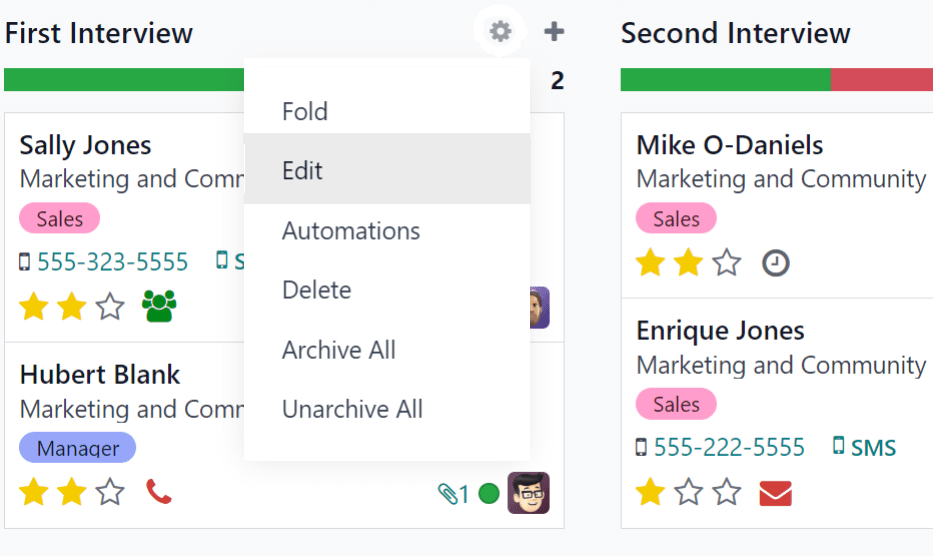 First Interview
2
Sally Jones
Marketing and Comm
Sales
555-323-5555 S
Hubert Blank
Marketing and Comm
Manager
1
Fold
Edit
Automations
Delete
Archive All
Unarchive All
Second Interview
Mike O-Daniels
Marketing and Community
Sales
Enrique Jones
Marketing and Community
Sales
555-222-5555 SMS